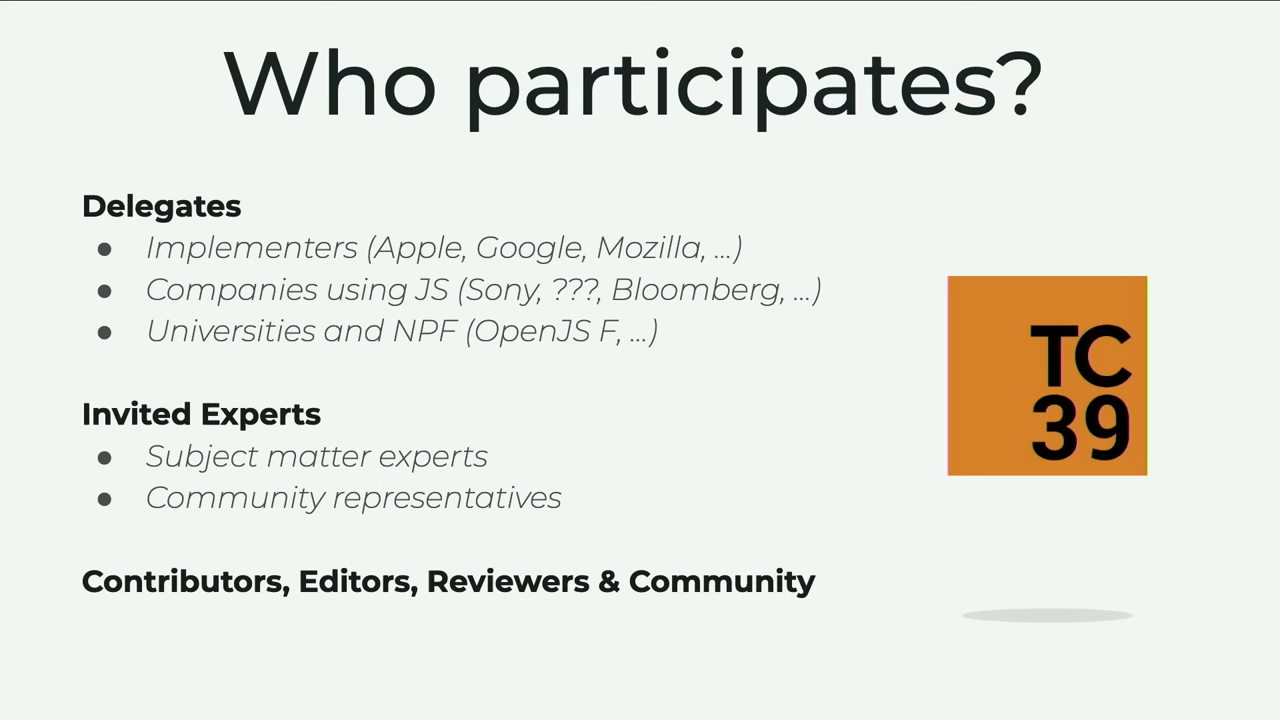 Who participates?
Delegates
● Implementers (Apple, Google, Mozilla, ...)
● Companies using JS (Sony, ???, Bloomberg, ...)
● Universities and NPF (OpenJS F, ...)
Invited Experts
● Subject matter experts
● Community representatives
Contributors, Editors, Reviewers & Community
TC
39